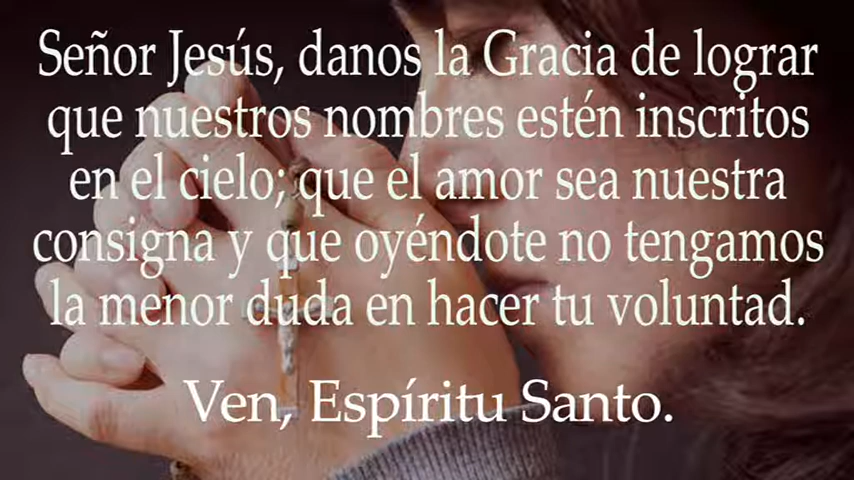 Señor Jesús, danos la Gracia de lograr
que nuestros nombres estén inscritos
en el cielo; que el amor sea nuestra
consigna y que oyéndote no tengamos
la menor duda en hacer tu voluntad.
Ven, Espíritu Santo.